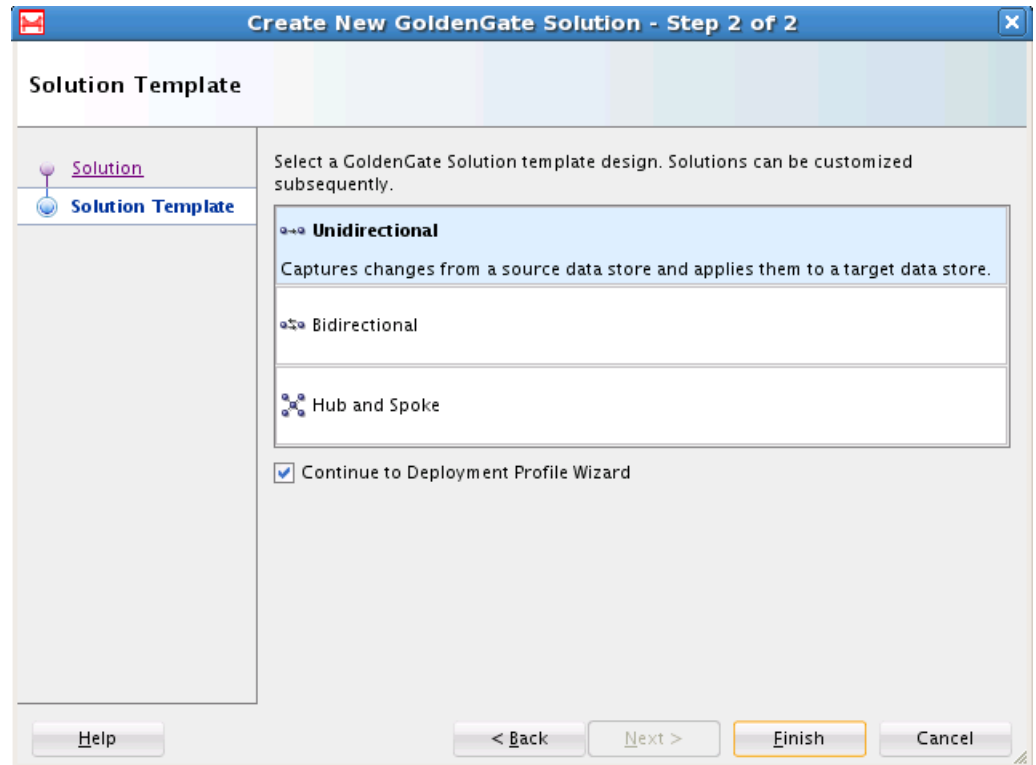 Create New GoldenGate Solution - Step 2 of 2
Solution Template
Solution
Solution Template
Select a GoldenGate Solution template design. Solutions can be customized
subsequently.
Unidirectional
Captures changes from a source data store and applies them to a target data store.
Bidirectional
Hub and Spoke
Continue to Deployment Profile Wizard
Help
< Back
Next >
Finish
Cancel